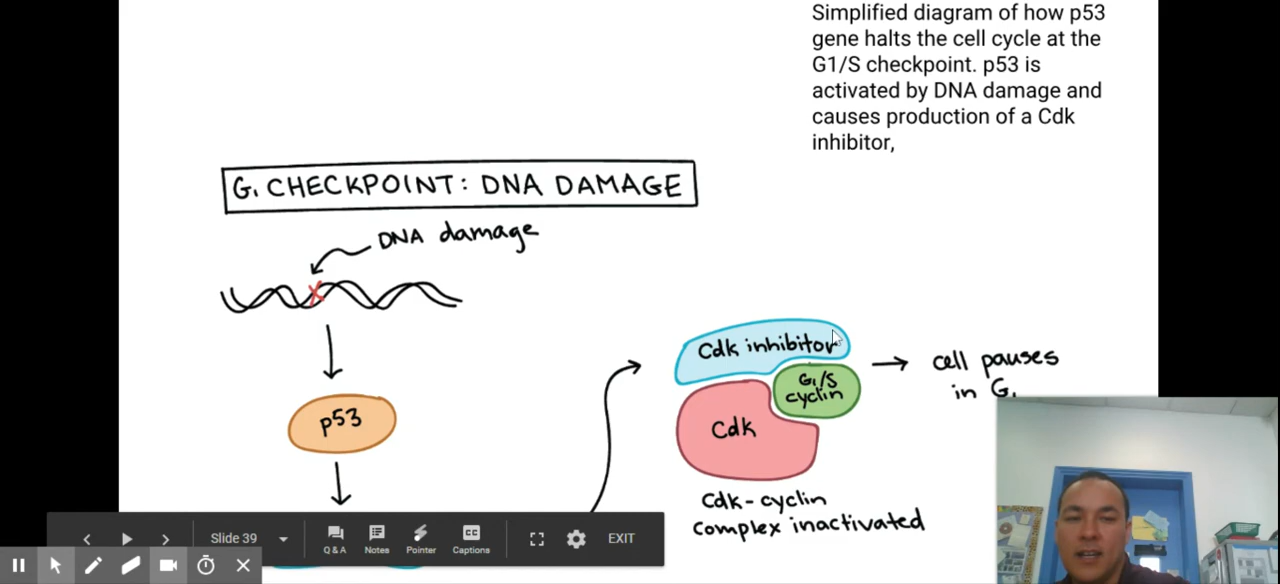 Simplified diagram of how p53
gene halts the cell cycle at the
G1/S checkpoint. p53 is
activated by DNA damage and
causes production of a Cdk
inhibitor,
G₁ CHECKPOINT: DNA DAMAGE
DNA damage
p53
Cdk inhibitor
G₁/S
cyclin
Cdk
Cdk-cyclin
complex inactivated
cell pauses
in G₁
Slide 39
Q & A
Notes
Pointer
Captions
EXIT